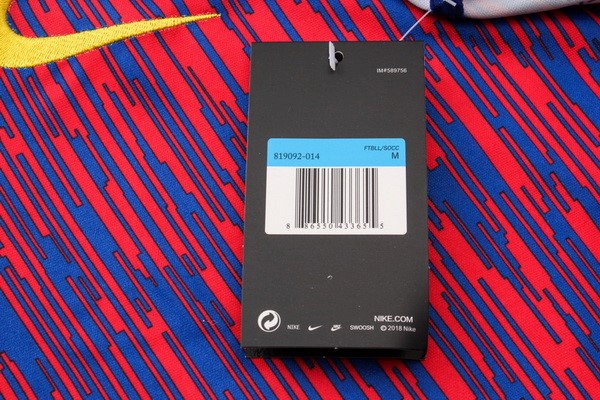 IM#589756
FTBLL/SOCC
819092-014 M
8 86550 43365 5
NIKE.COM
NIKE SWOOSH © 2018 Nike